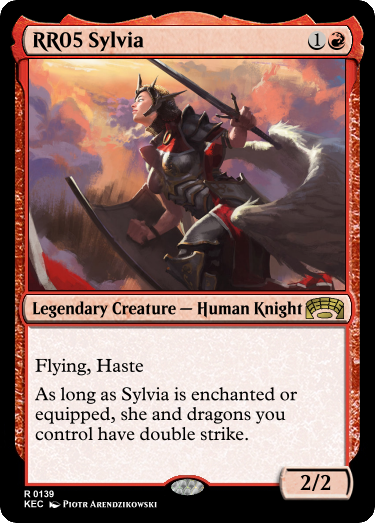 RR05 Sylvia 1
Legendary Creature — Human Knight
Flying, Haste
As long as Sylvia is enchanted or
equipped, she and dragons you
control have double strike.
2/2
R 0139
KEC Piotr Arendzikowski